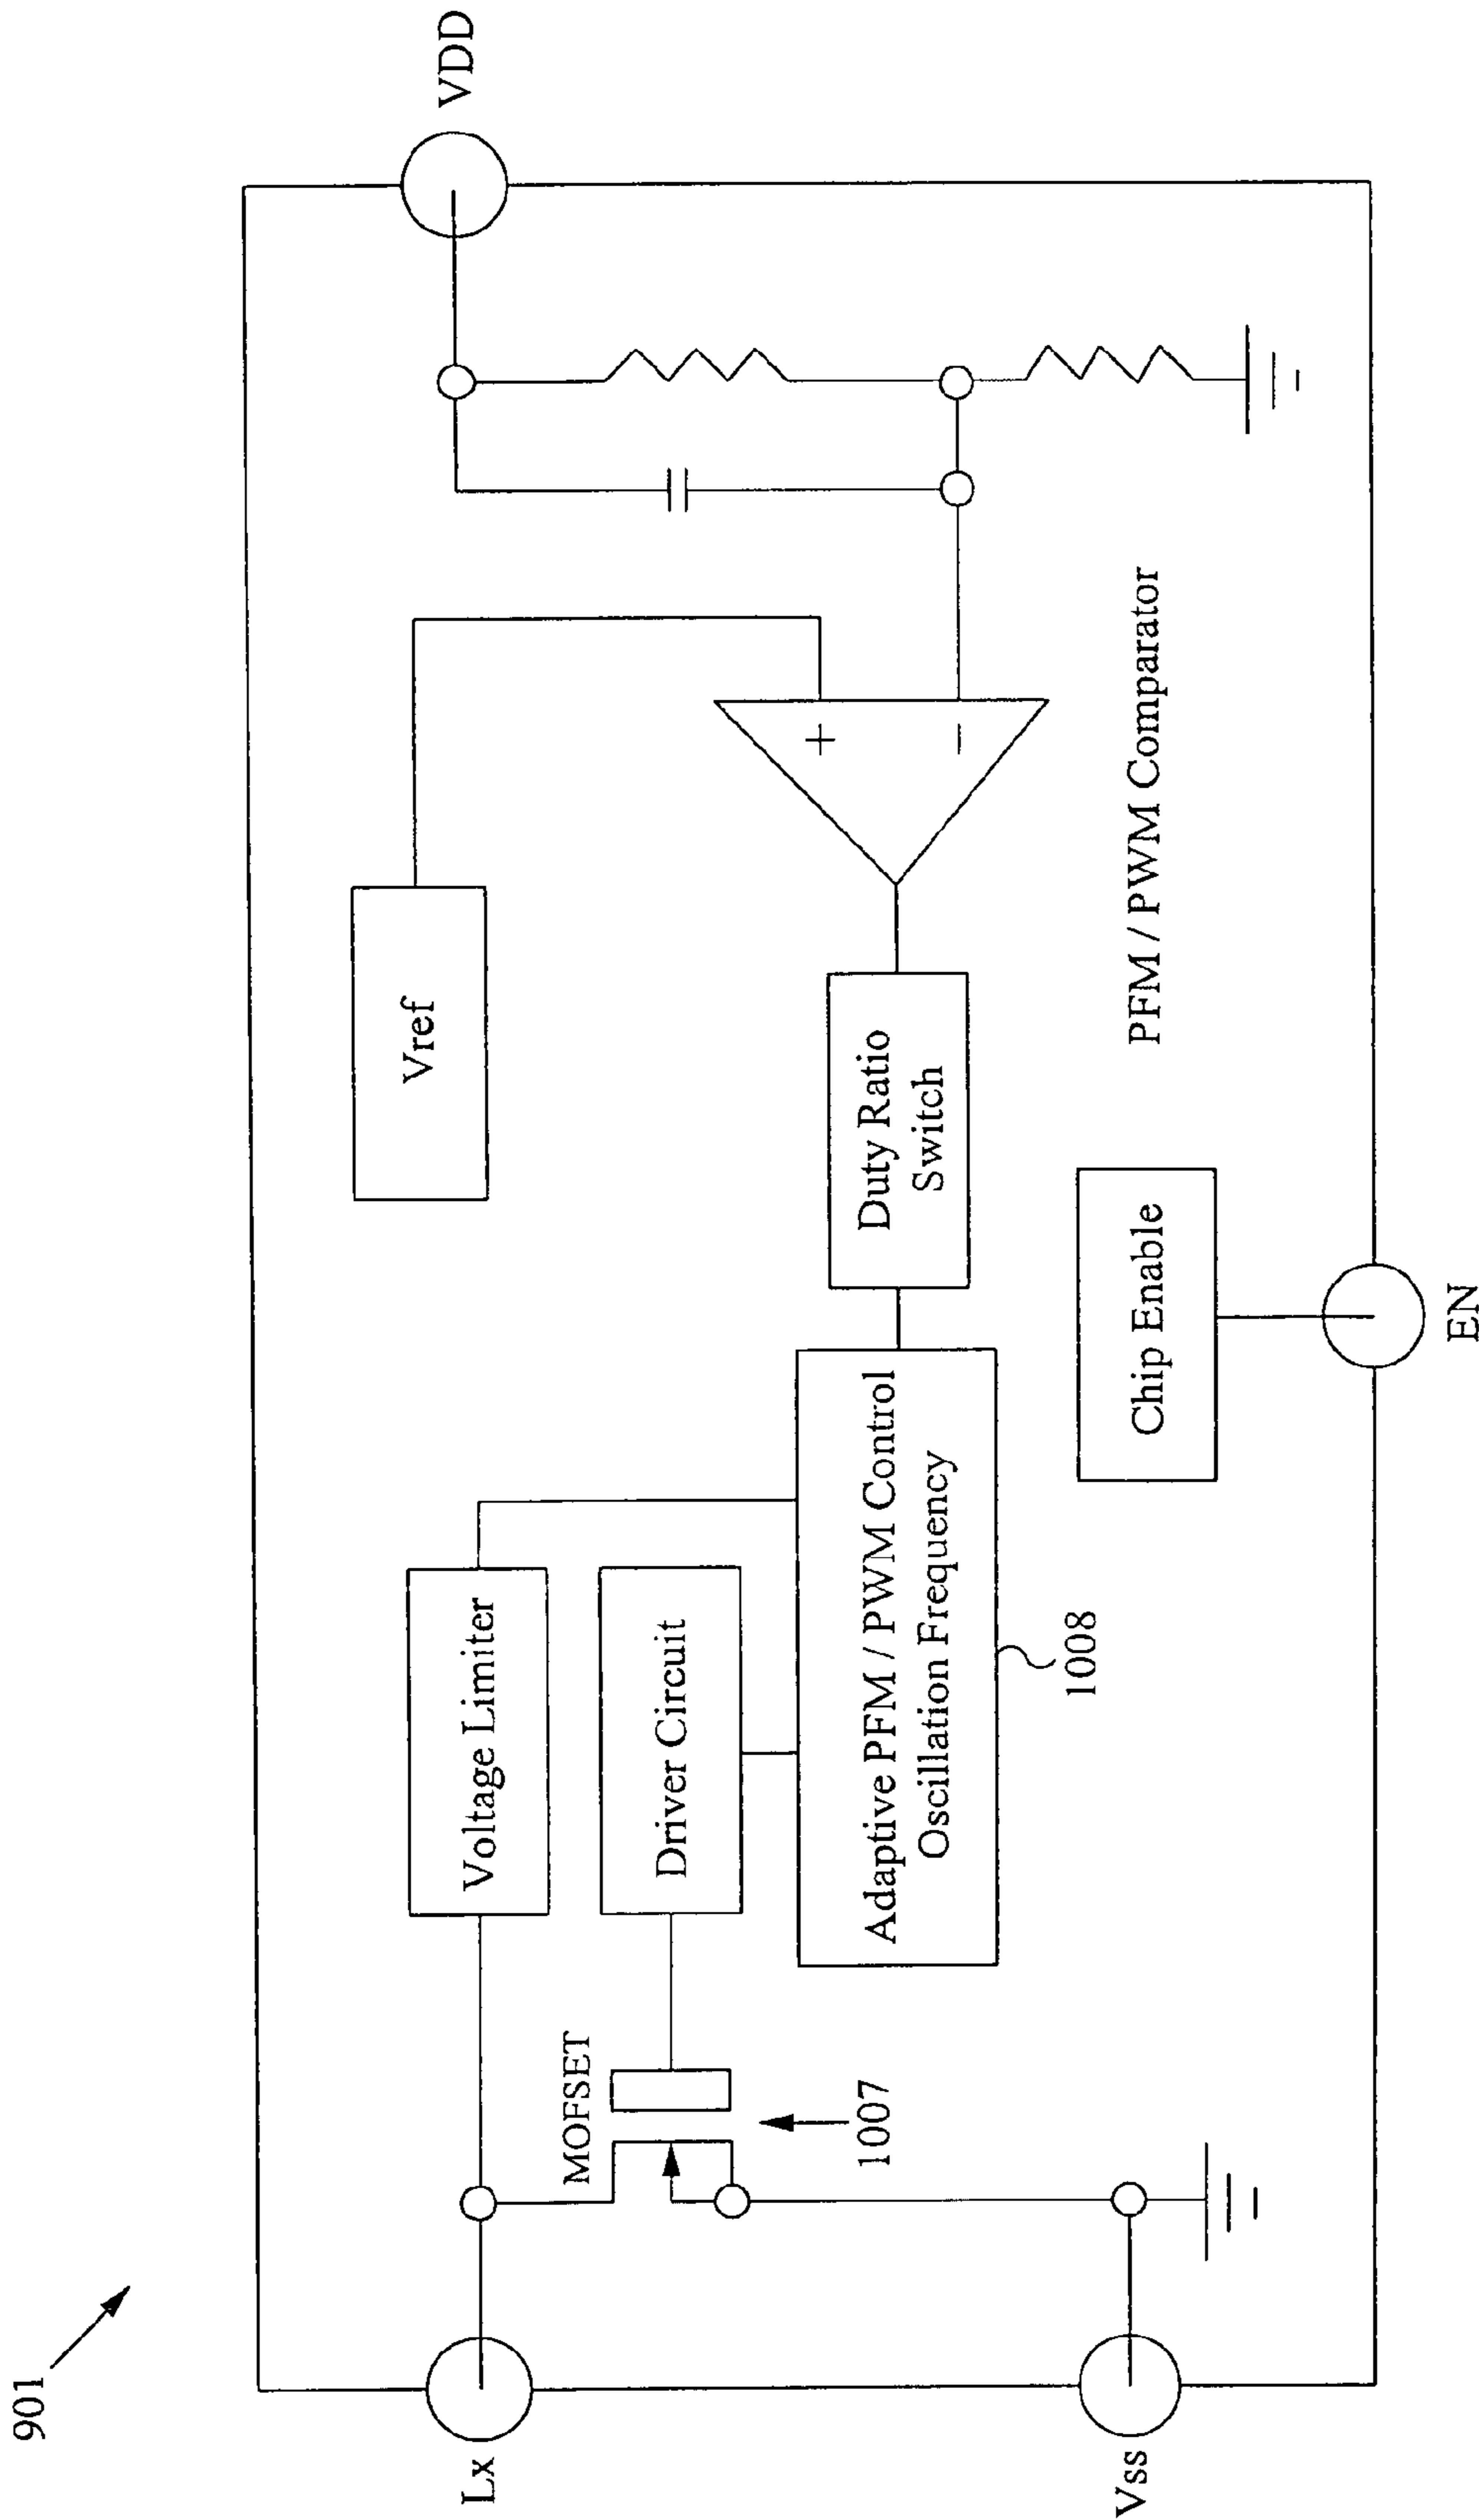 901
Lx
Vss
VDD
EN
Voltage Limiter
Vref
MOFSET
1007
Driver Circuit
Adaptive PFM / PWM Control
Oscillation Frequency
1008
Duty Ratio
Switch
+
−
Chip Enable
PFM / PWM Comparator